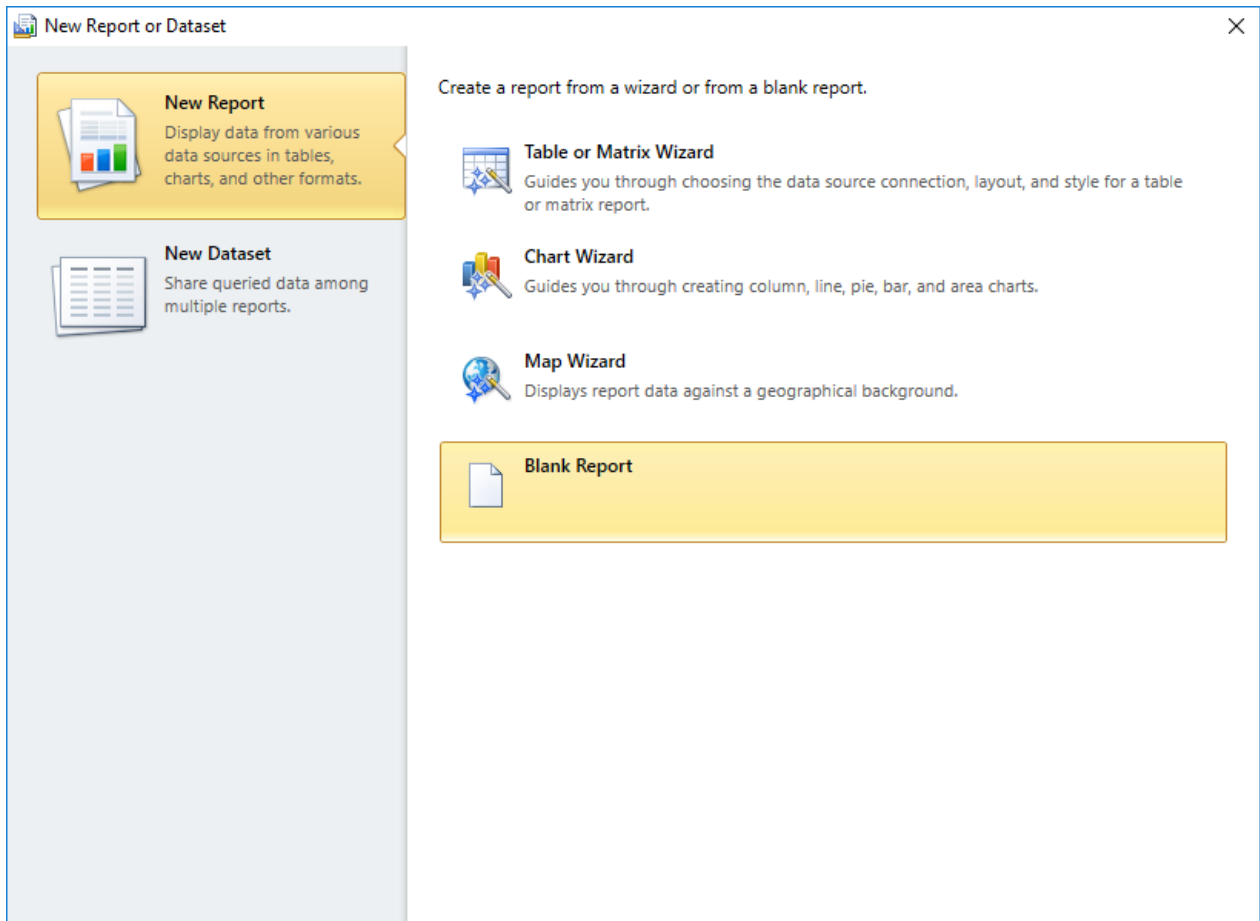 New Report or Dataset
New Report
Display data from various
data sources in tables,
charts, and other formats.
New Dataset
Share queried data among
multiple reports.
Create a report from a wizard or from a blank report.
Table or Matrix Wizard
Guides you through choosing the data source connection, layout, and style for a table
or matrix report.
Chart Wizard
Guides you through creating column, line, pie, bar, and area charts.
Map Wizard
Displays report data against a geographical background.
Blank Report